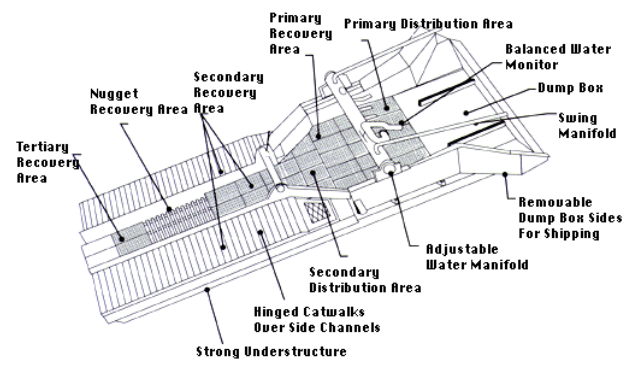 Primary
Recovery
Area
Primary Distribution Area
Balanced Water
Monitor
Dump Box
Swing
Manifold
Removable
Dump Box Sides
For Shipping
Adjustable
Water Manifold
Secondary
Distribution Area
Hinged Catwalks
Over Side Channels
Strong Understructure
Tertiary
Recovery
Area
Nugget
Recovery Area
Secondary
Recovery
Area